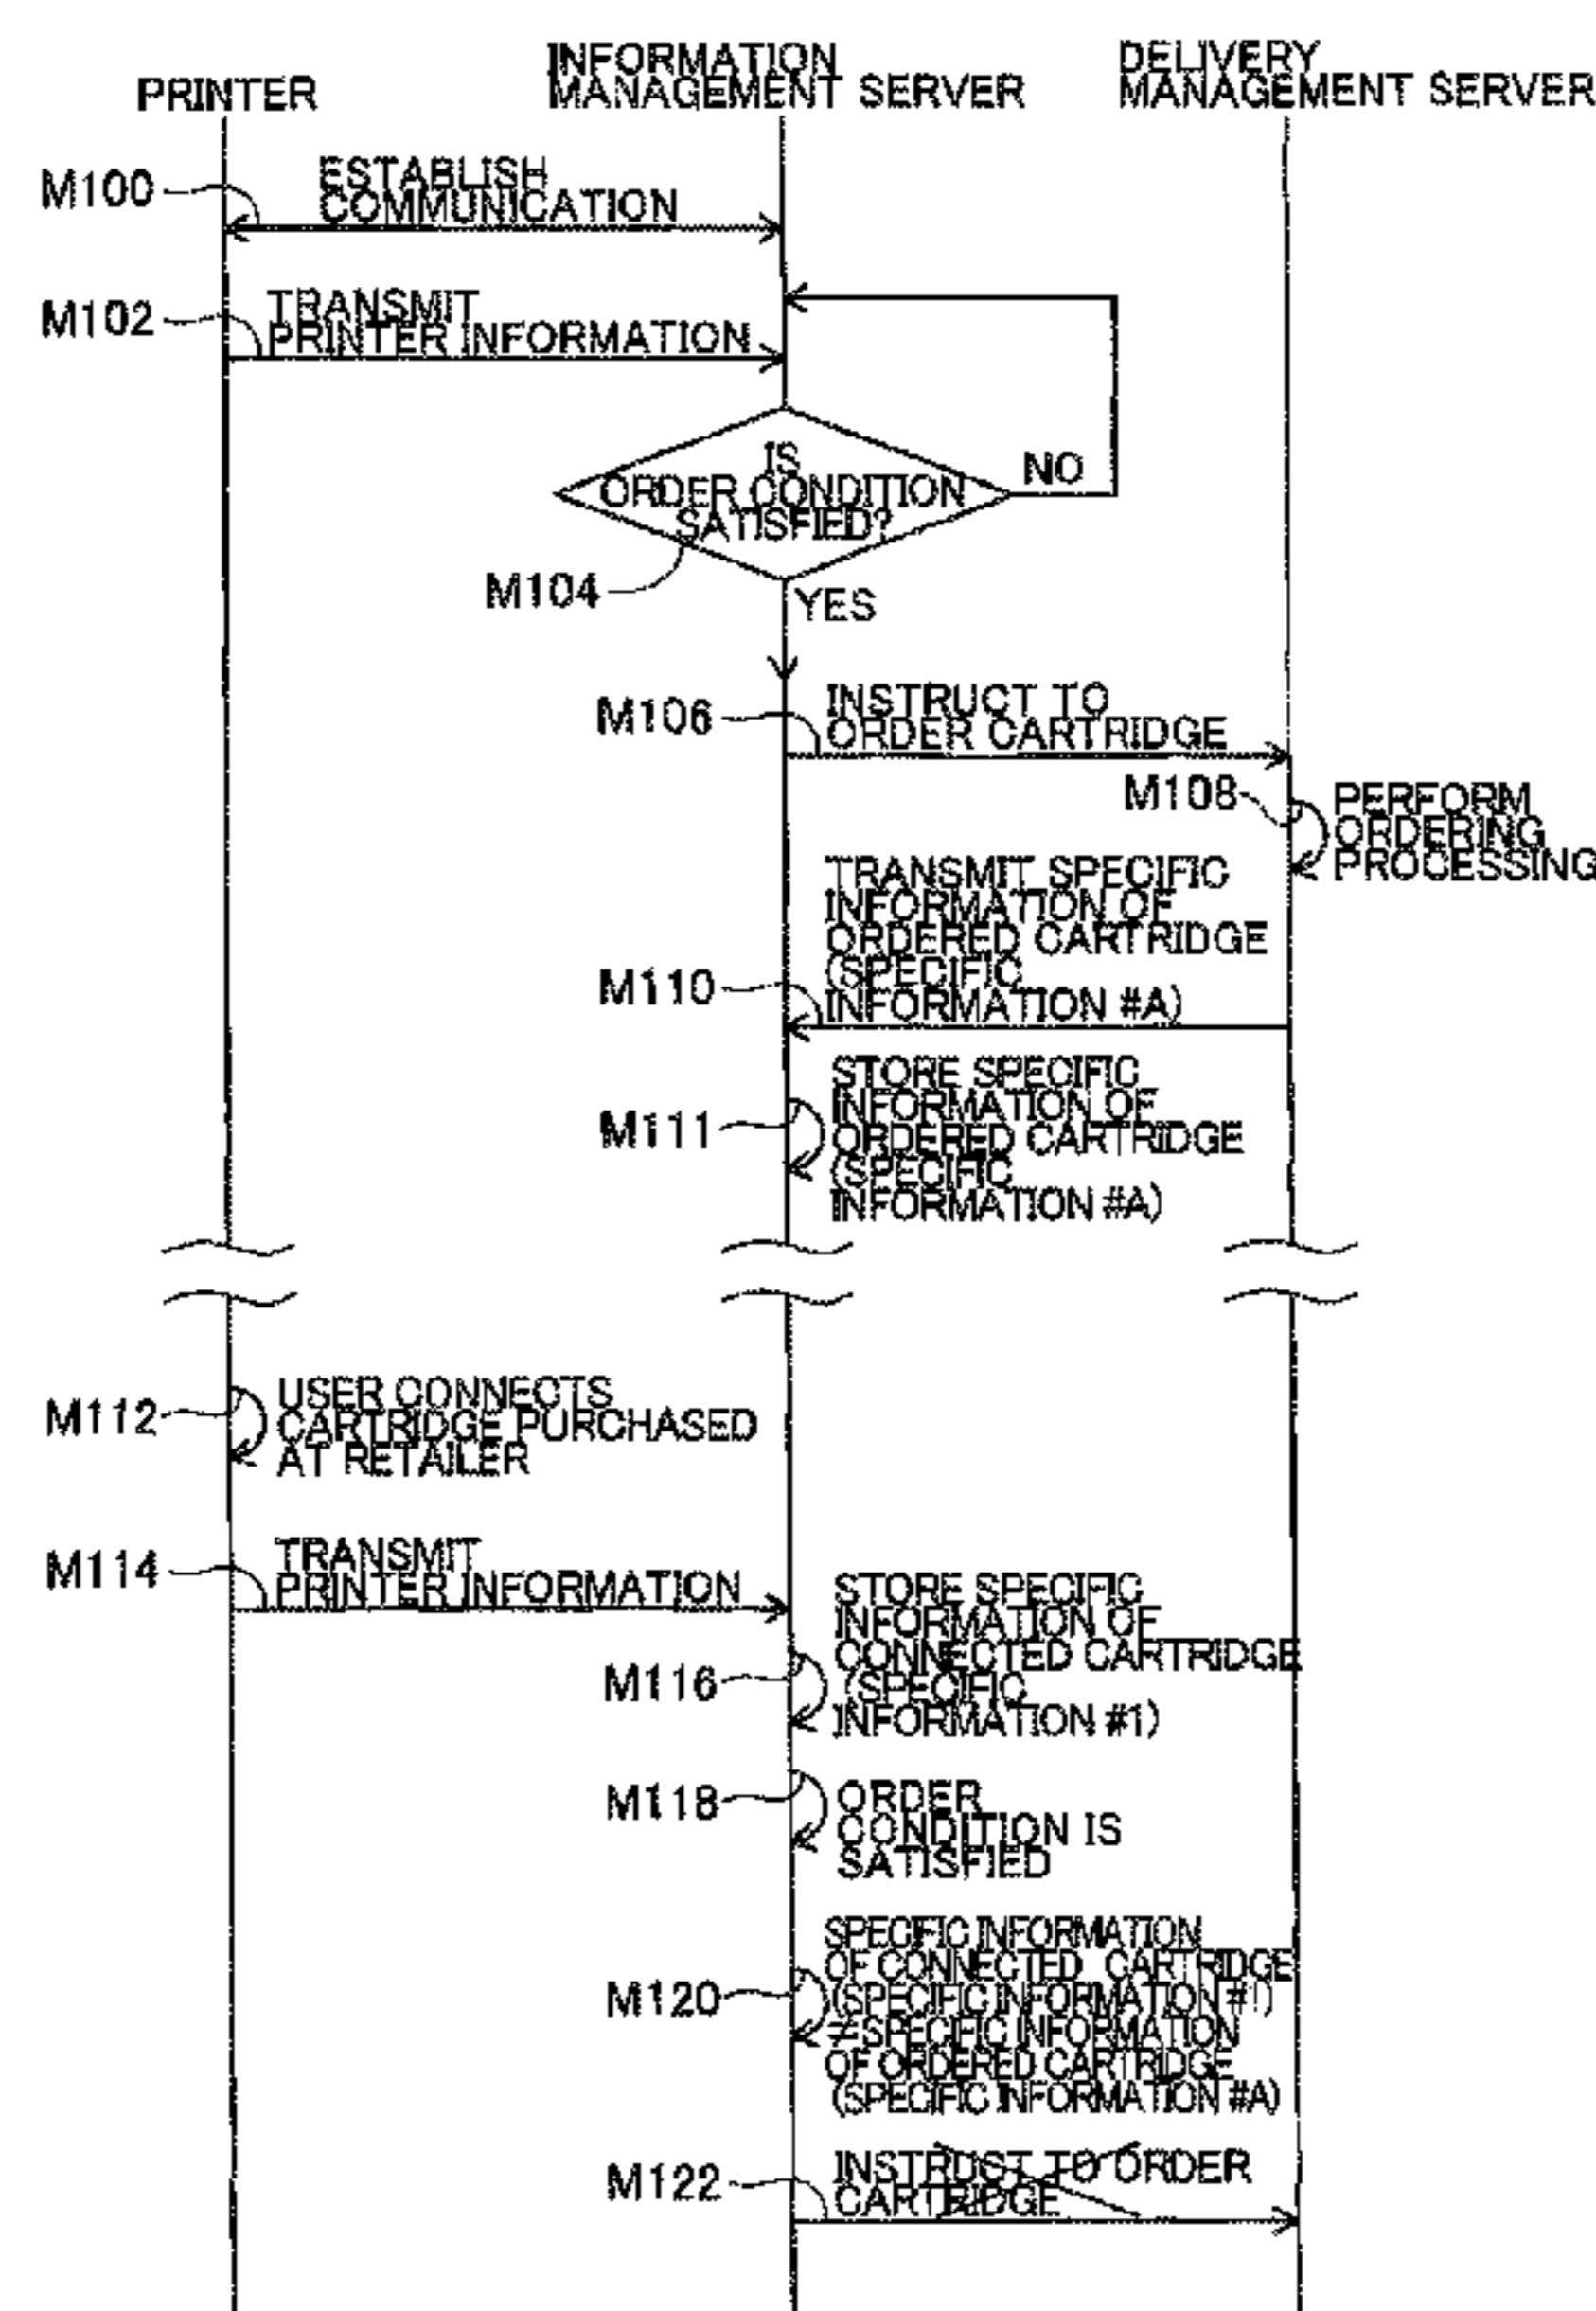 PRINTER
INFORMATION
MANAGEMENT SERVER
DELIVERY
MANAGEMENT SERVER
M100
ESTABLISH
COMMUNICATION
M102
TRANSMIT
PRINTER INFORMATION
IS
ORDER CONDITION
SATISFIED?
NO
M104
YES
M106
INSTRUCT TO
ORDER CARTRIDGE
M108
PERFORM
ORDERING
PROCESSING
M110
TRANSMIT SPECIFIC
INFORMATION OF
ORDERED CARTRIDGE
(SPECIFIC
INFORMATION #A)
M111
STORE SPECIFIC
INFORMATION OF
ORDERED CARTRIDGE
(SPECIFIC
INFORMATION #A)
M112
USER CONNECTS
CARTRIDGE PURCHASED
AT RETAILER
M114
TRANSMIT
PRINTER INFORMATION
M116
STORE SPECIFIC
INFORMATION OF
CONNECTED CARTRIDGE
(SPECIFIC
INFORMATION #1)
M118
ORDER
CONDITION IS
SATISFIED
M120
SPECIFIC INFORMATION
OF CONNECTED CARTRIDGE
(SPECIFIC INFORMATION #1)
≠SPECIFIC INFORMATION
OF ORDERED CARTRIDGE
(SPECIFIC INFORMATION #A)
M122
INSTRUCT TO ORDER
CARTRIDGE